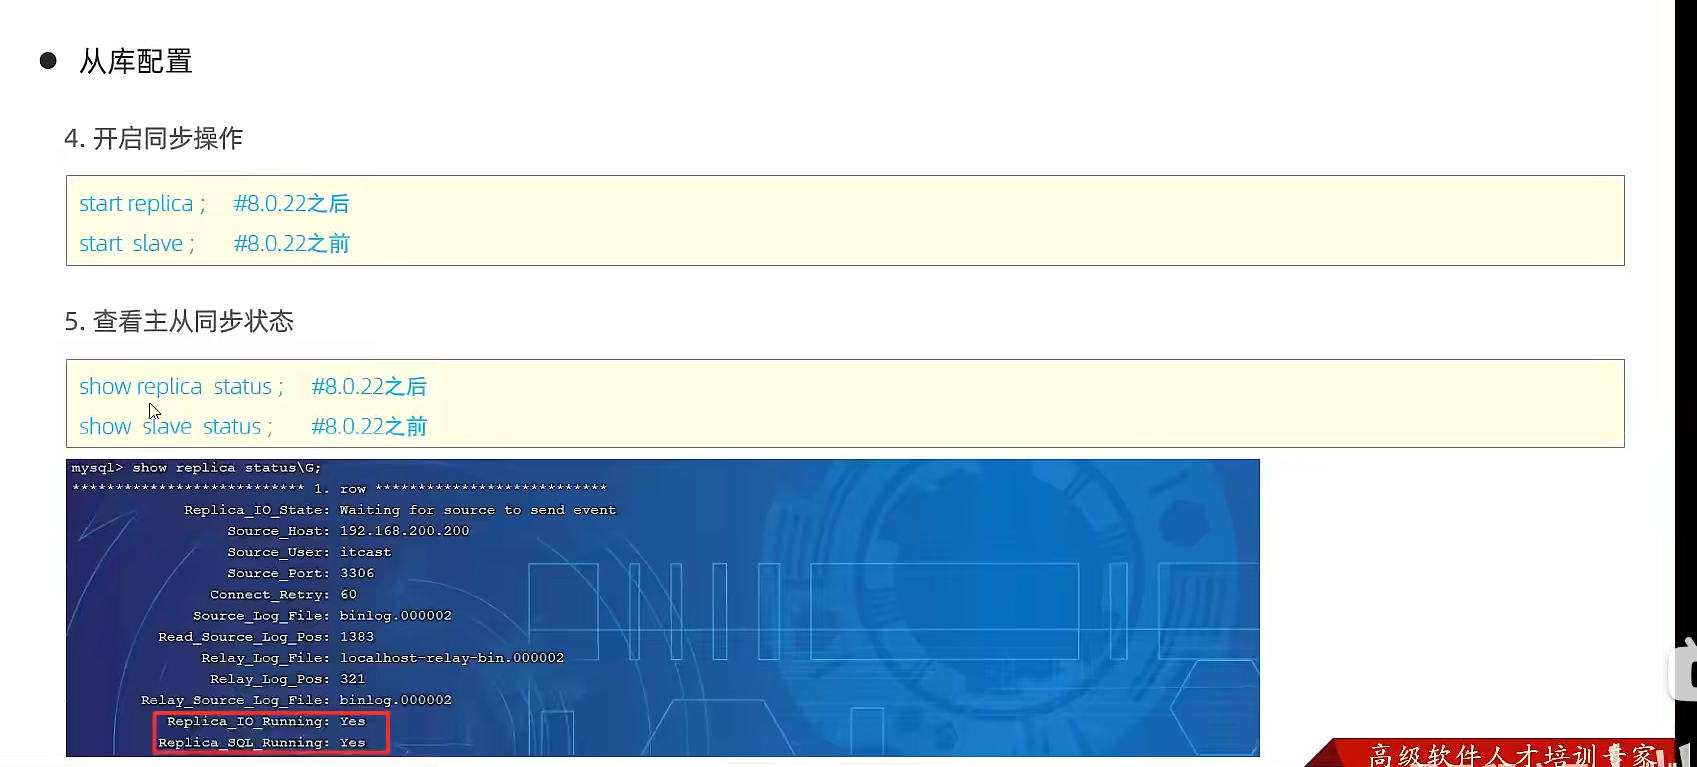 ● 从库配置
4. 开启同步操作
start replica ; #8.0.22之后
start slave ; #8.0.22之前
5. 查看主从同步状态
show replica status ; #8.0.22之后
show slave status ; #8.0.22之前
mysql> show replica status\G;
*************************** 1. row ***************************
Replica_IO_State: Waiting for source to send event
Source_Host: 192.168.200.200
Source_User: itcast
Source_Port: 3306
Connect_Retry: 60
Source_Log_File: binlog.000002
Read_Source_Log_Pos: 1383
Relay_Log_File: localhost-relay-bin.000002
Relay_Log_Pos: 321
Relay_Source_Log_File: binlog.000002
Replica_IO_Running: Yes
Replica_SQL_Running: Yes
高级软件人才培训专家